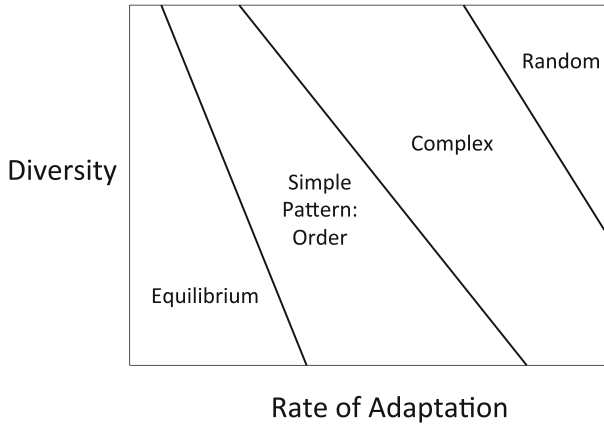 Random
Complex
Diversity
Simple
Pattern:
Order
Equilibrium
Rate of Adaptation